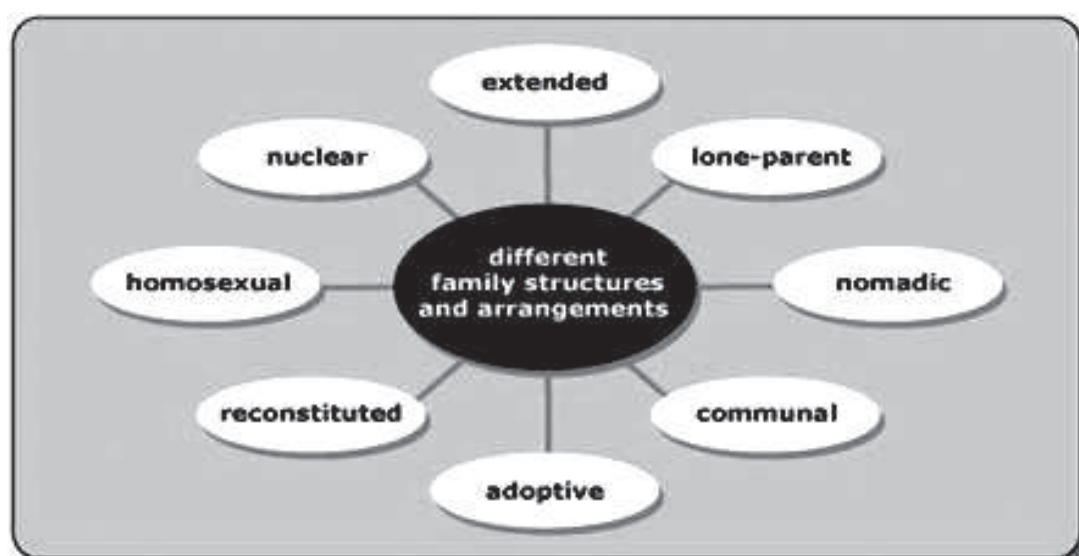 extended
nuclear
lone-parent
different
family structures
and arrangements
homosexual
nomadic
reconstituted
communal
adoptive